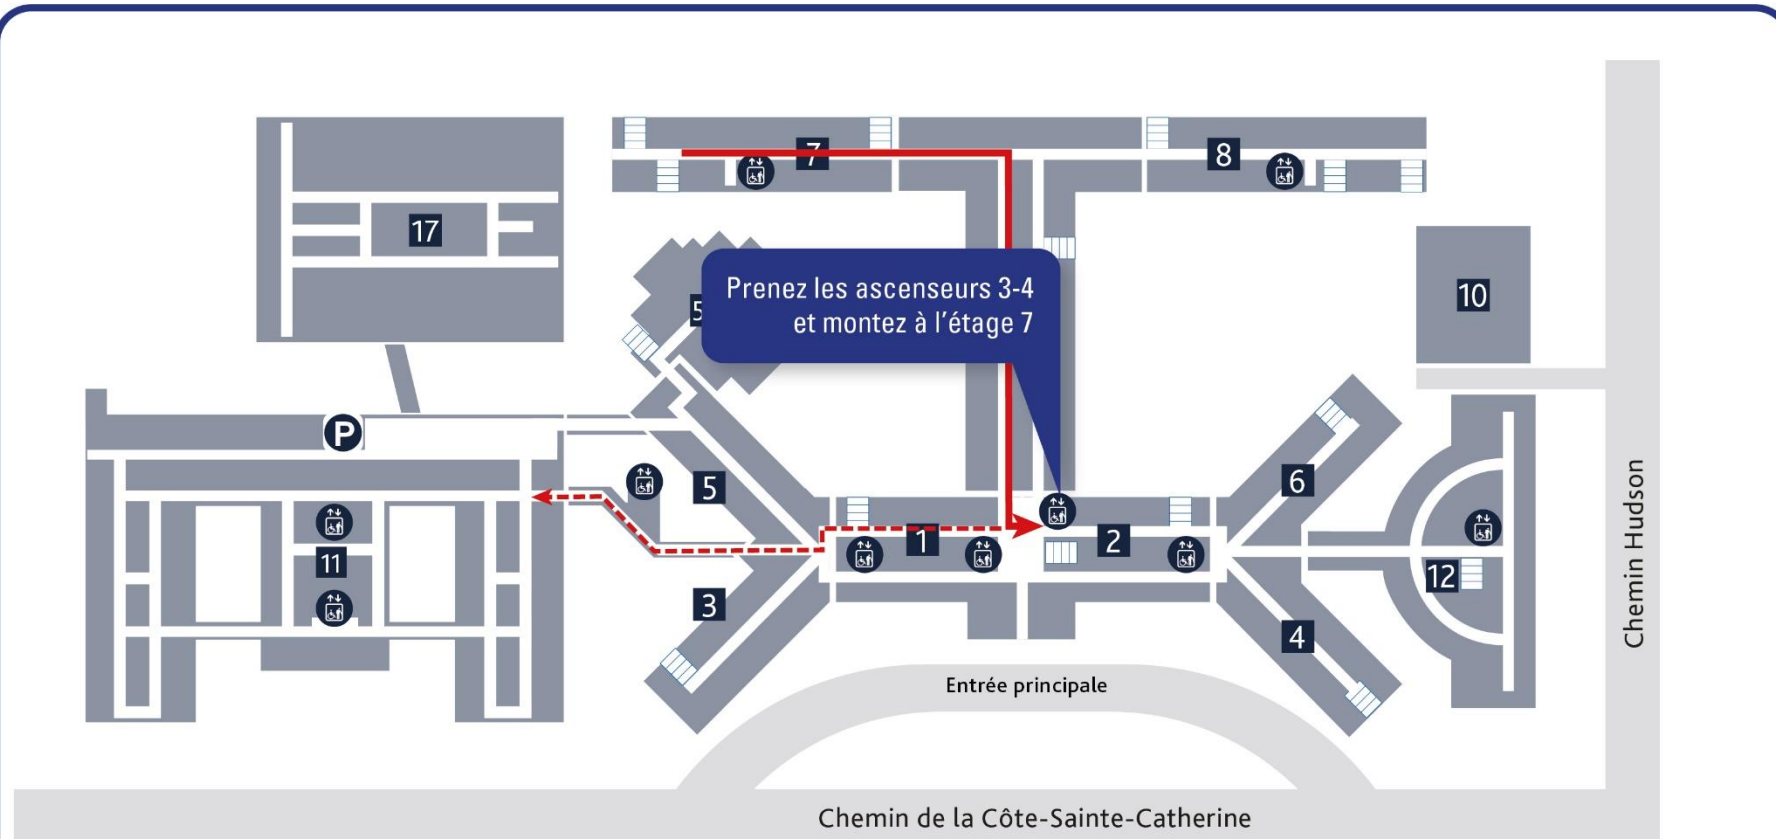 7
8
17
5
Prenez les ascenseurs 3-4
et montez à l'étage 7
10
P
5
6
1
2
11
12
3
4
Entrée principale
Chemin Hudson
Chemin de la Côte-Sainte-Catherine